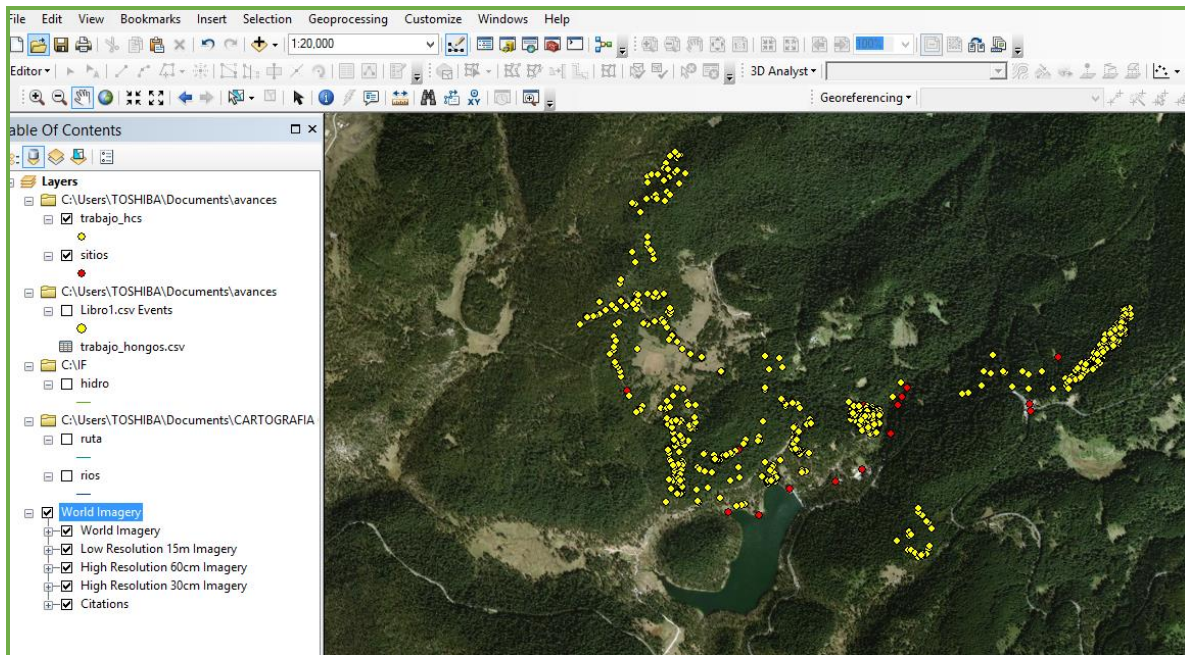 File Edit View Bookmarks Insert Selection Geoprocessing Customize Windows Help
1:20,000 100%
Editor 3D Analyst
Georeferencing
Table Of Contents
Layers
C:\Users\TOSHIBA\Documents\avances
trabajo_hcs
sitios
C:\Users\TOSHIBA\Documents\avances
Libro1.csv Events
trabajo_hongos.csv
C:\IF
hidro
C:\Users\TOSHIBA\Documents\CARTOGRAFIA
ruta
rios
World Imagery
World Imagery
Low Resolution 15m Imagery
High Resolution 60cm Imagery
High Resolution 30cm Imagery
Citations